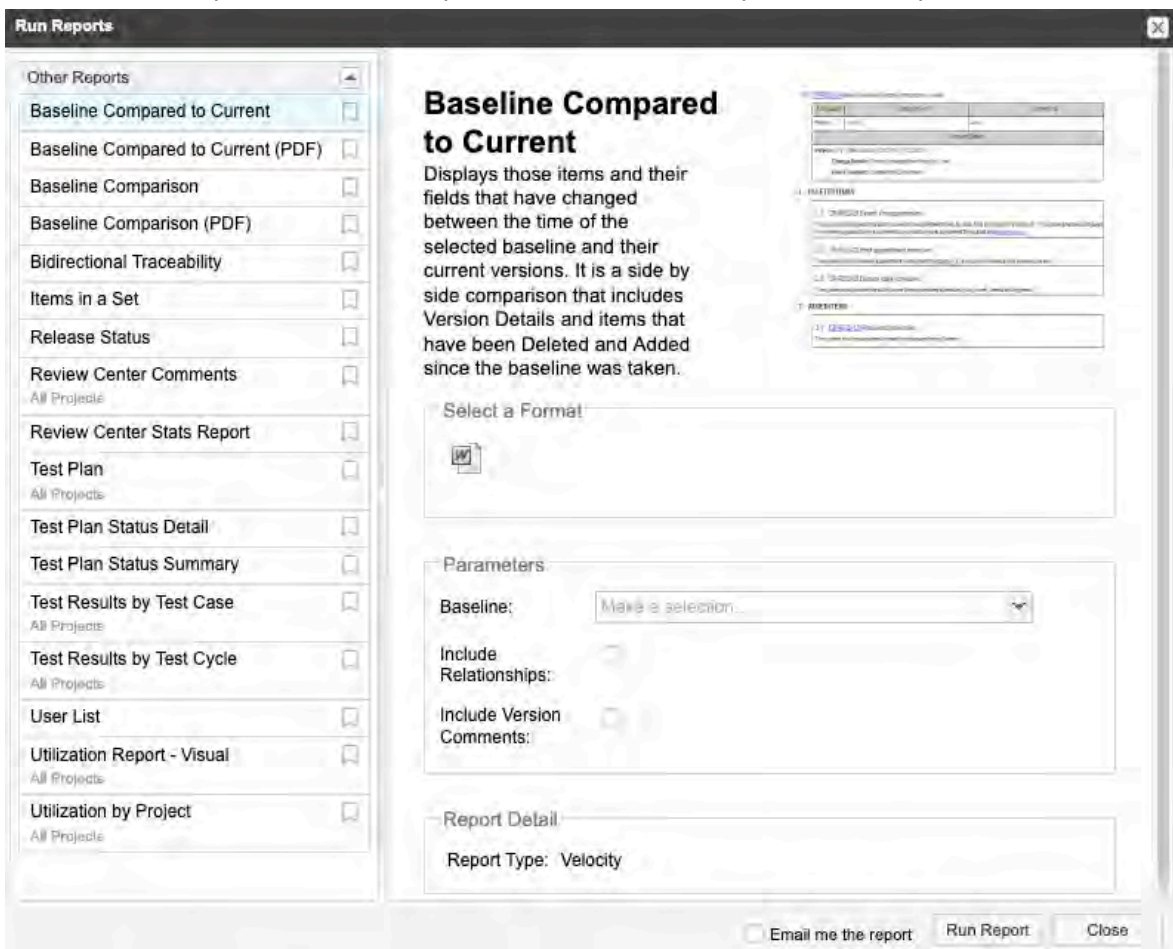 Run Reports
Other Reports
Baseline Compared to Current
Baseline Compared to Current (PDF)
Baseline Comparison
Baseline Comparison (PDF)
Bidirectional Traceability
Items in a Set
Release Status
Review Center Comments
All Projects
Review Center Stats Report
Test Plan
All Projects
Test Plan Status Detail
Test Plan Status Summary
Test Results by Test Case
All Projects
Test Results by Test Cycle
All Projects
User List
Utilization Report - Visual
All Projects
Utilization by Project
All Projects
Baseline Compared
to Current
Displays those items and their
fields that have changed
between the time of the
selected baseline and their
current versions. It is a side by
side comparison that includes
Version Details and items that
have been Deleted and Added
since the baseline was taken.
Select a Format
Parameters
Baseline:
Make a selection...
Include
Relationships:
Include Version
Comments:
Report Detail
Report Type: Velocity
Email me the report
Run Report
Close